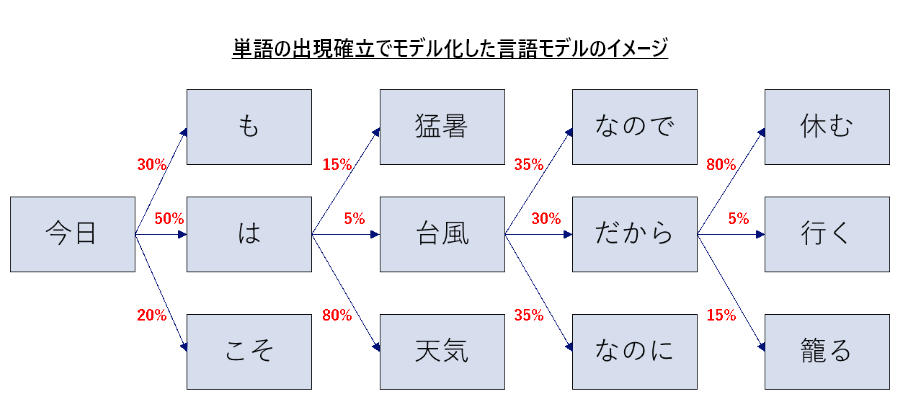 単語の出現確立でモデル化した言語モデルのイメージ
も
猛暑
なので
休む
30%
15%
35%
80%
今日
50%
は
5%
台風
30%
だから
5%
行く
20%
80%
35%
15%
こそ
天気
なのに
籠る